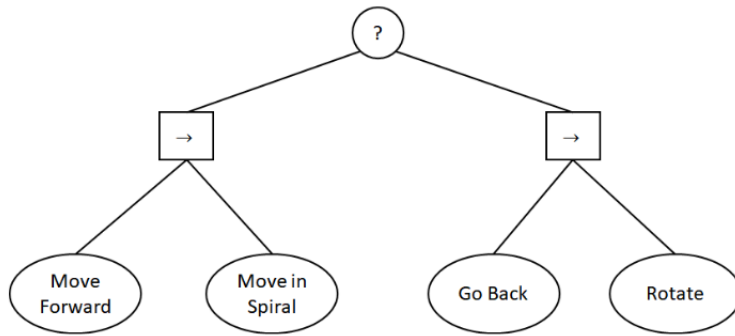 ?
→
→
Move
Forward
Move in
Spiral
Go Back
Rotate